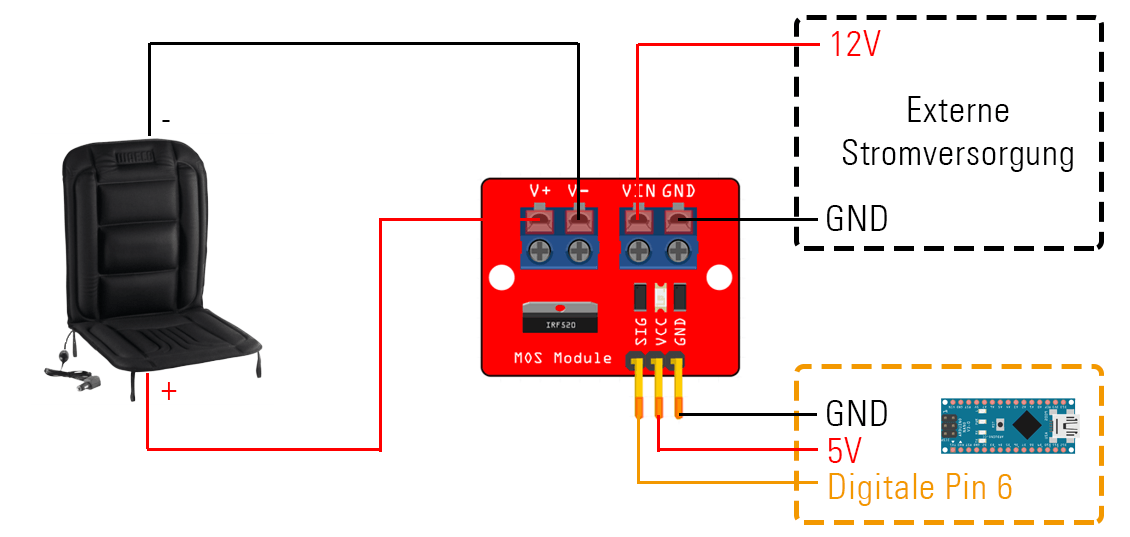 12V
-
Externe
Stromversorgung
V+ V- VIN GND
GND
IRF520
SIG VCC GND
MOS Module
+
GND
5V
Digitale Pin 6